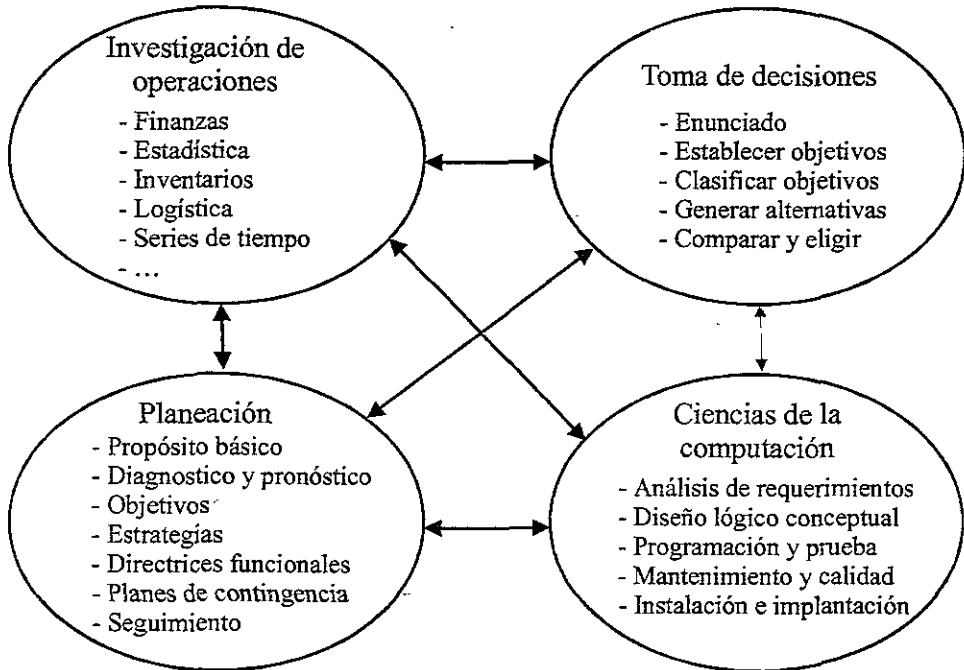 Investigación de
operaciones
- Finanzas
- Estadística
- Inventarios
- Logística
- Series de tiempo
- ...
Toma de decisiones
- Enunciado
- Establecer objetivos
- Clasificar objetivos
- Generar alternativas
- Comparar y eligir
Planeación
- Propósito básico
- Diagnostico y pronóstico
- Objetivos
- Estrategías
- Directrices funcionales
- Planes de contingencia
- Seguimiento
Ciencias de la
computación
- Análisis de requerimientos
- Diseño lógico conceptual
- Programación y prueba
- Mantenimiento y calidad
- Instalación e implantación